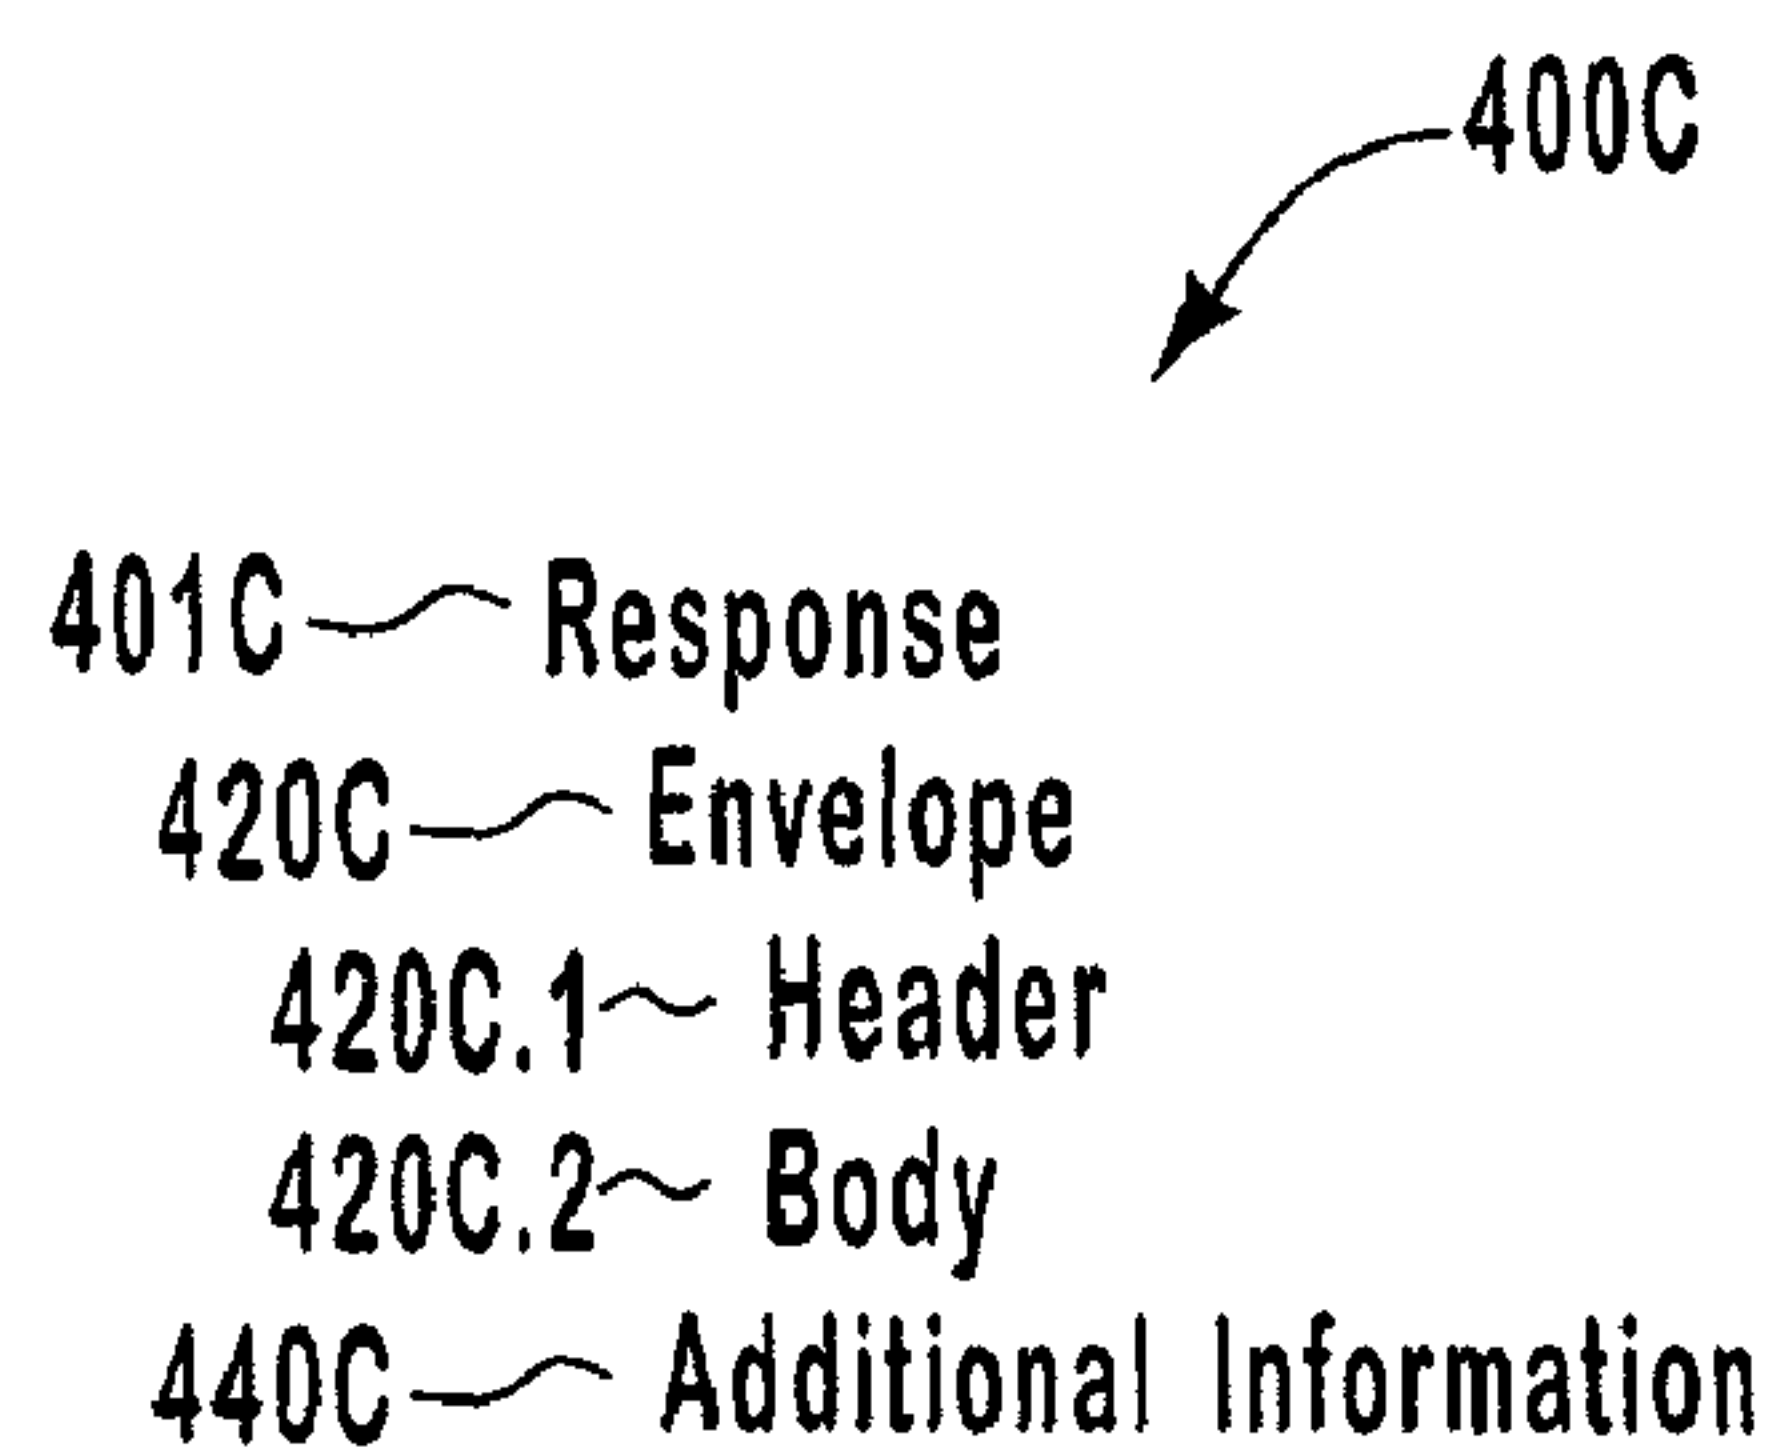 400C
401C Response
420C Envelope
420C.1 Header
420C.2 Body
440C Additional Information